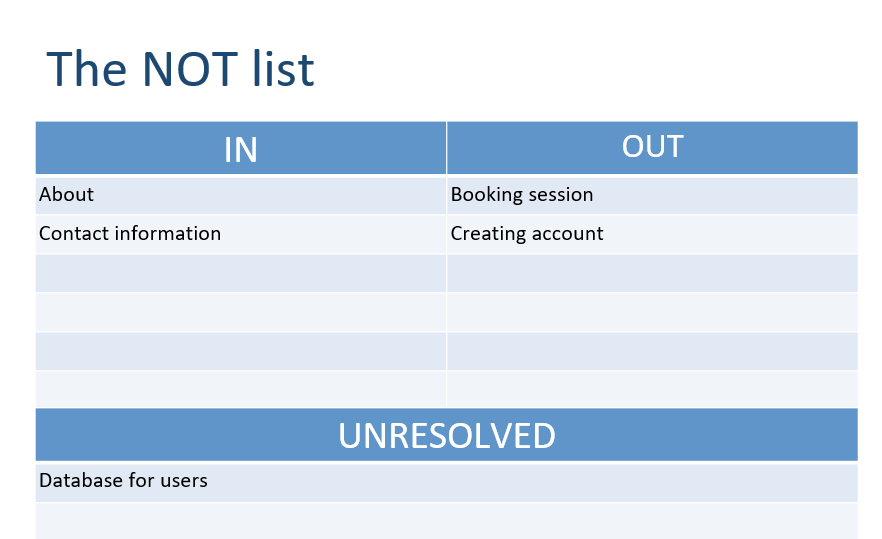 The NOT list
IN
OUT
About
Booking session
Contact information
Creating account
UNRESOLVED
Database for users